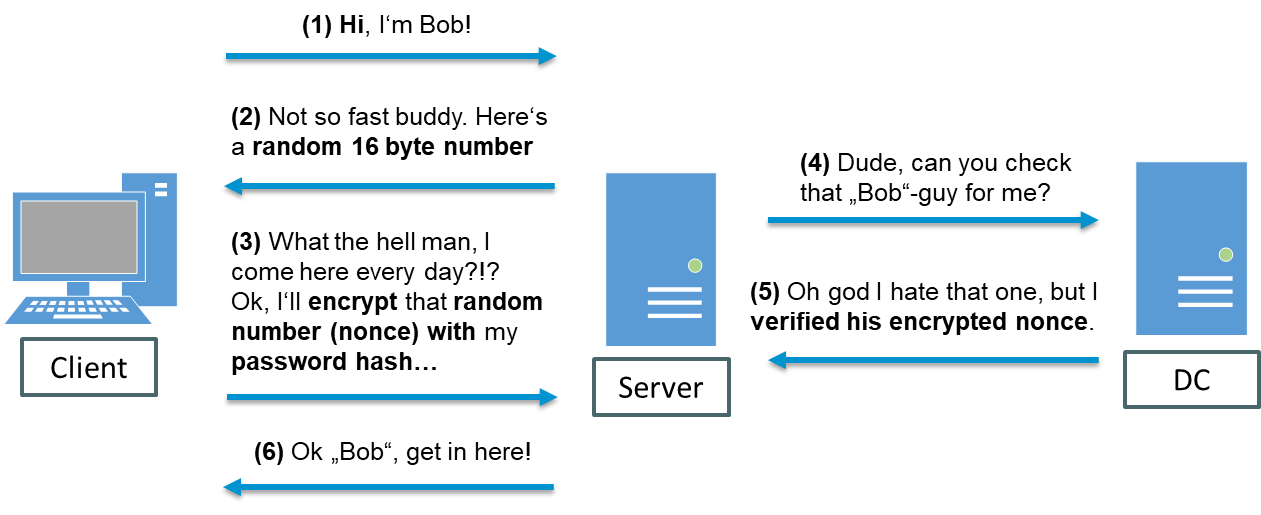 (1) Hi, I‘m Bob!
(2) Not so fast buddy. Here‘s
a random 16 byte number
(3) What the hell man, I
come here every day?!?
Ok, I‘ll encrypt that random
number (nonce) with my
password hash…
(6) Ok „Bob“, get in here!
(4) Dude, can you check
that „Bob“-guy for me?
(5) Oh god I hate that one, but I
verified his encrypted nonce.
Client
Server
DC